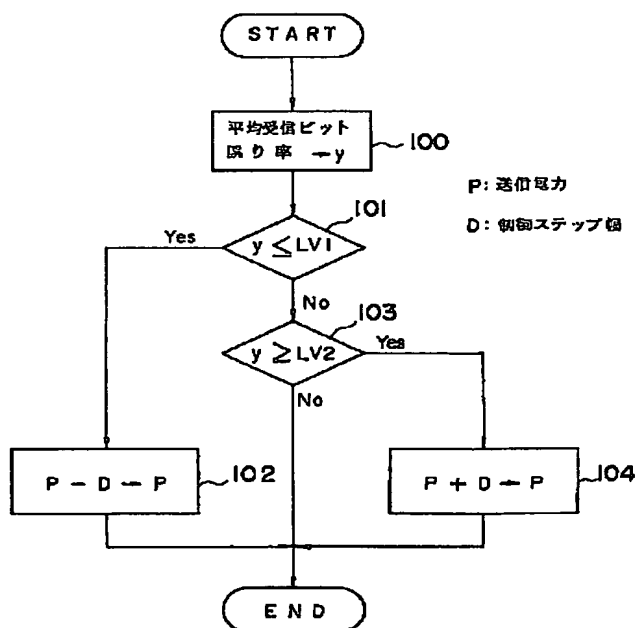 START
平均受信ビット
誤り率 → y
100
P: 送信電力
D: 制御ステップ幅
101
Yes
y ≤ LV1
No
103
y ≥ LV2
Yes
No
P - D → P
102
P + D → P
104
END